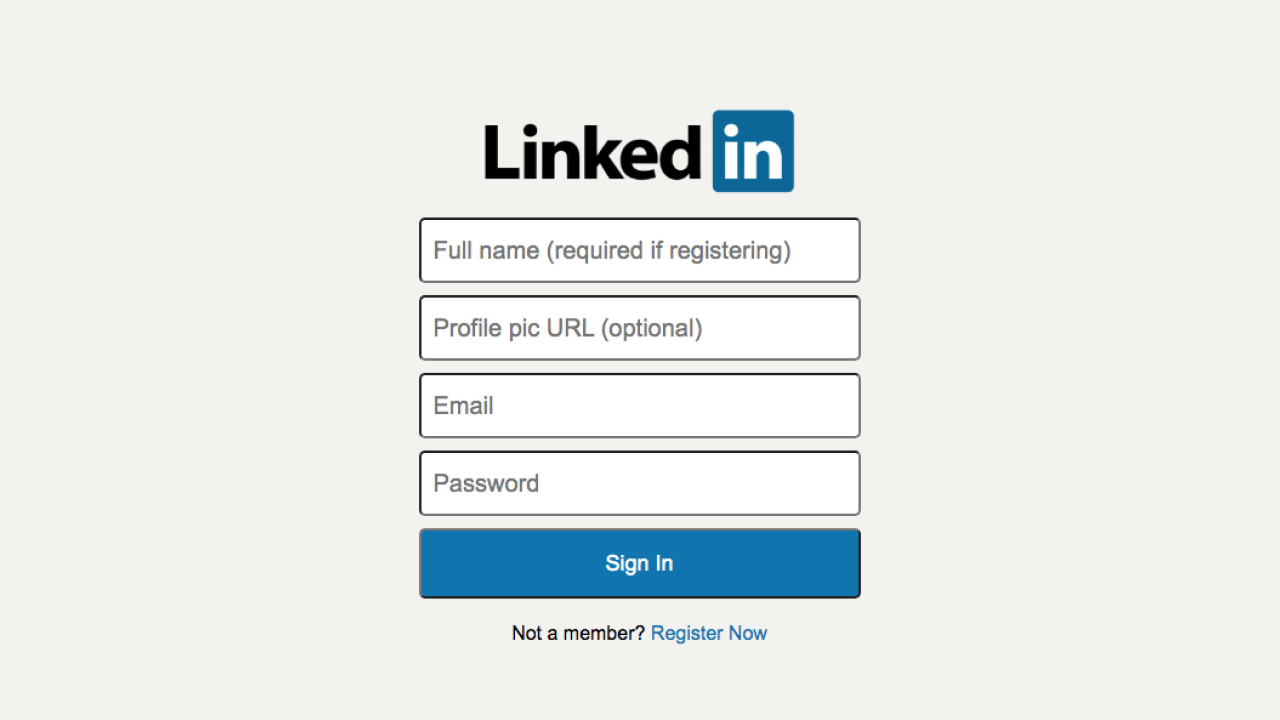 Linked in
Full name (required if registering)
Profile pic URL (optional)
Email
Password
Sign In
Not a member? Register Now